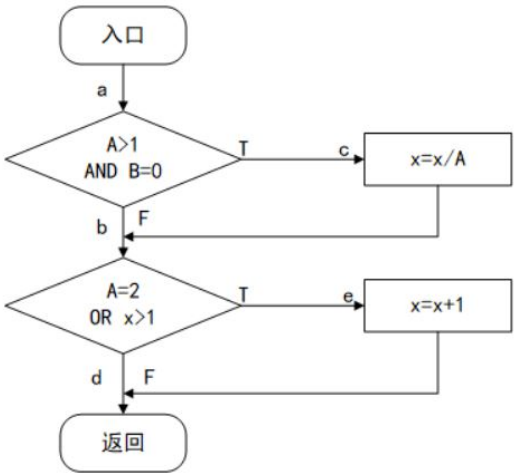 入口
a
A>1
AND B=0
T
c
x=x/A
b
F
A=2
OR x>1
T
e
x=x+1
d
F
返回